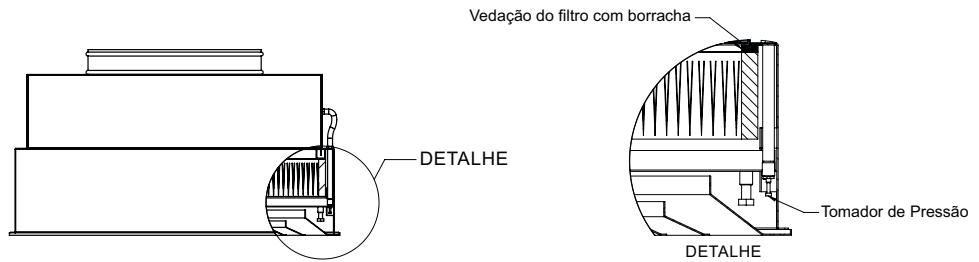 Vedação do filtro com borracha
DETALHE
Tomador de Pressão
DETALHE